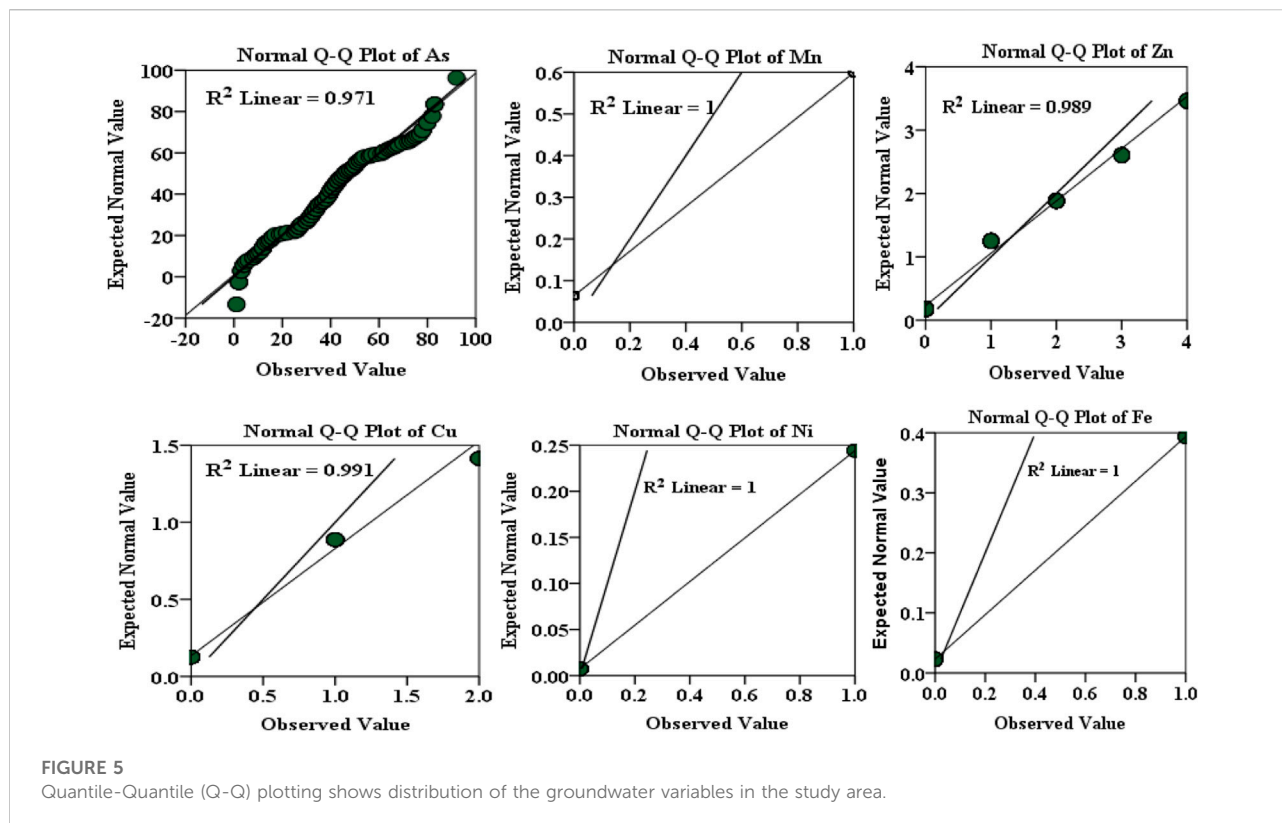 Normal Q-Q Plot of As
R² Linear = 0.971
Expected Normal Value
100
80
60
40
20
0
-20
-20 0 20 40 60 80 100
Observed Value
Normal Q-Q Plot of Mn
R² Linear = 1
Expected Normal Value
0.6
0.5
0.4
0.3
0.2
0.1
0.0
0.0 0.2 0.4 0.6 0.8 1.0
Observed Value
Normal Q-Q Plot of Zn
R² Linear = 0.989
Expected Normal Value
4
3
2
1
0
0 1 2 3 4
Observed Value
Normal Q-Q Plot of Cu
R² Linear = 0.991
Expected Normal Value
1.5
1.0
0.5
0.0
0.0 0.5 1.0 1.5 2.0
Observed Value
Normal Q-Q Plot of Ni
R² Linear = 1
Expected Normal Value
0.25
0.20
0.15
0.10
0.05
0.00
0.0 0.2 0.4 0.6 0.8 1.0
Observed Value
Normal Q-Q Plot of Fe
R² Linear = 1
Expected Normal Value
0.4
0.3
0.2
0.1
0.0
0.0 0.2 0.4 0.6 0.8 1.0
Observed Value
FIGURE 5
Quantile-Quantile (Q-Q) plotting shows distribution of the groundwater variables in the study area.